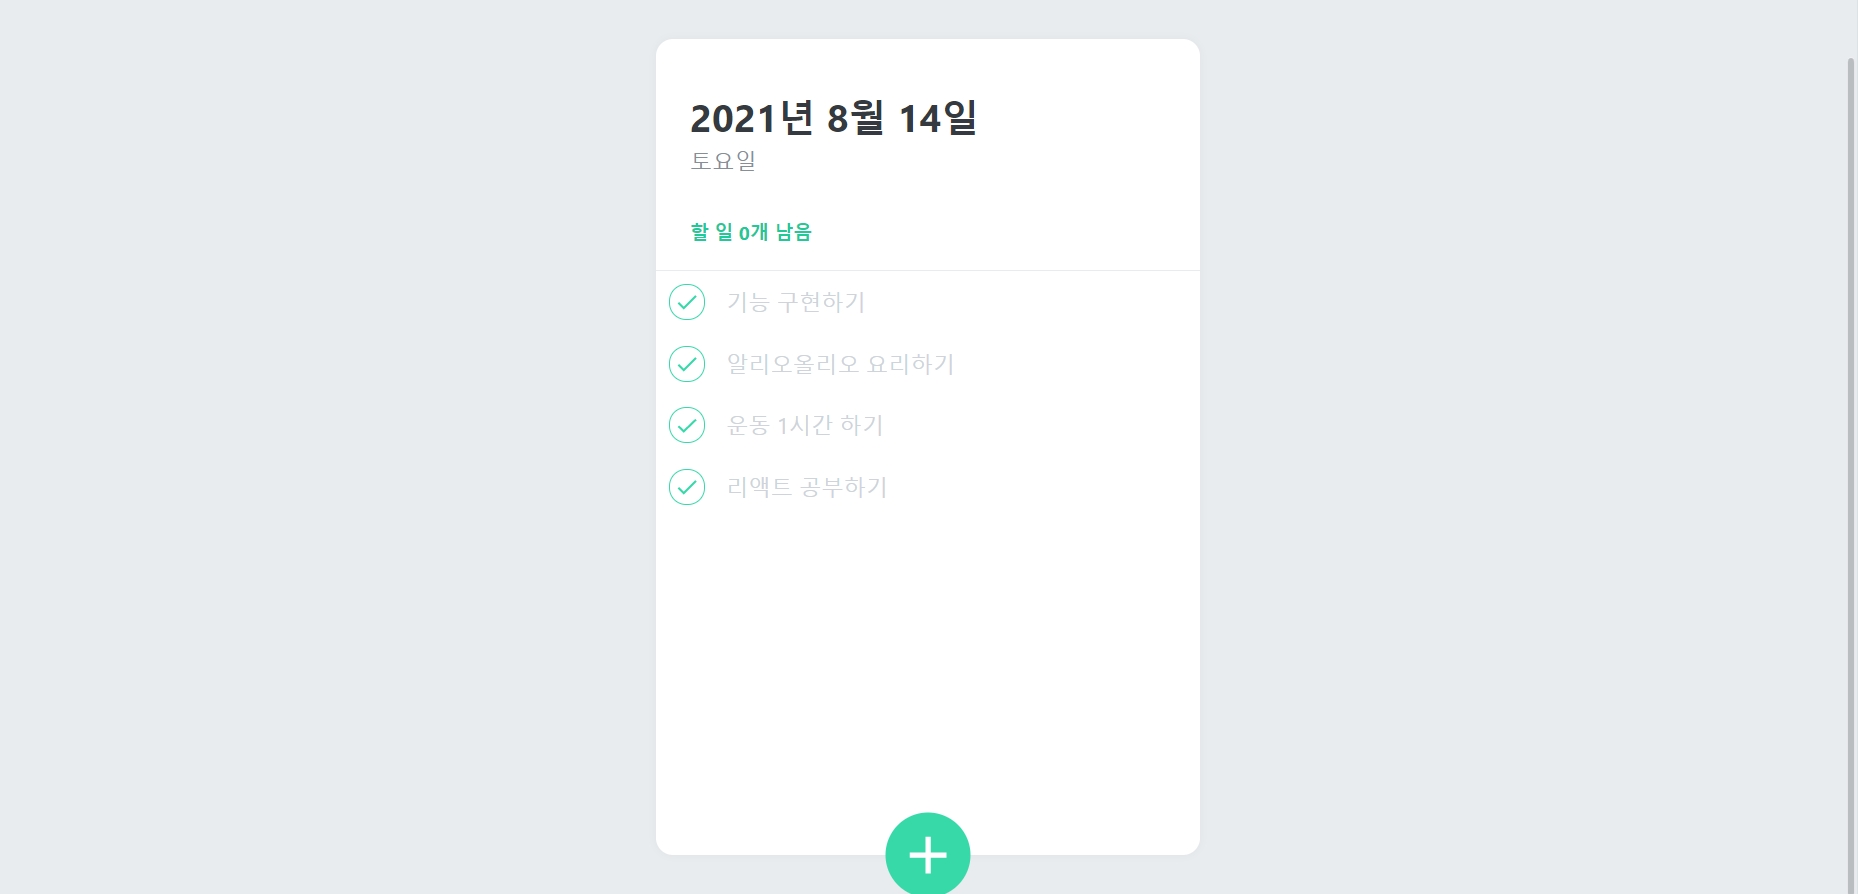 2021년 8월 14일
토요일
할 일 0개 남음
기능 구현하기
알리오올리오 요리하기
운동 1시간 하기
리액트 공부하기